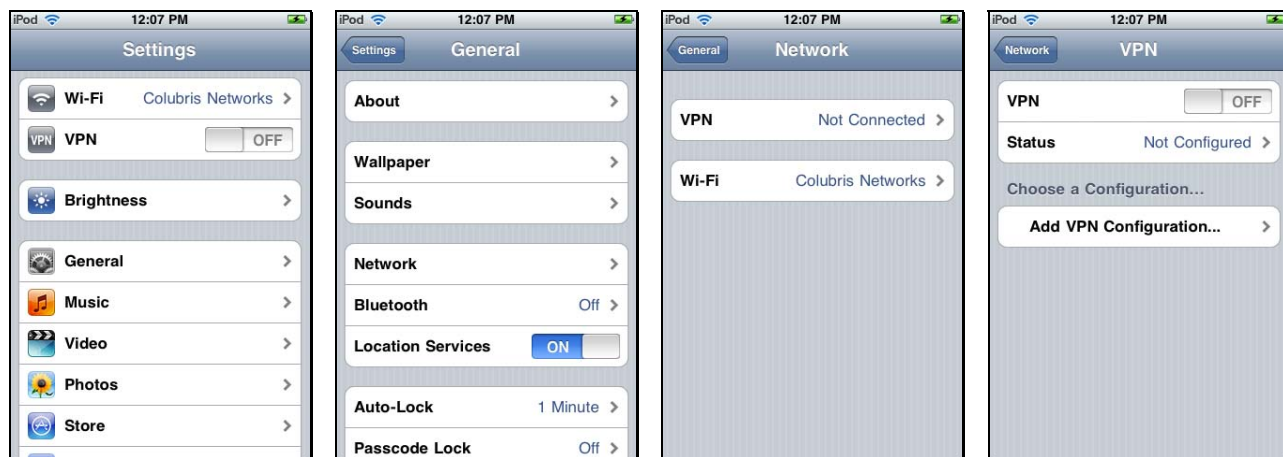 iPod 12:07 PM
Settings
Wi-Fi Colubris Networks
VPN VPN OFF
Brightness
General
Music
Video
Photos
Store
iPod 12:07 PM
Settings General
About
Wallpaper
Sounds
Network
Bluetooth Off
Location Services ON
Auto-Lock 1 Minute
Passcode Lock Off
iPod 12:07 PM
General Network
VPN Not Connected
Wi-Fi Colubris Networks
iPod 12:07 PM
Network VPN
VPN OFF
Status Not Configured
Choose a Configuration...
Add VPN Configuration...